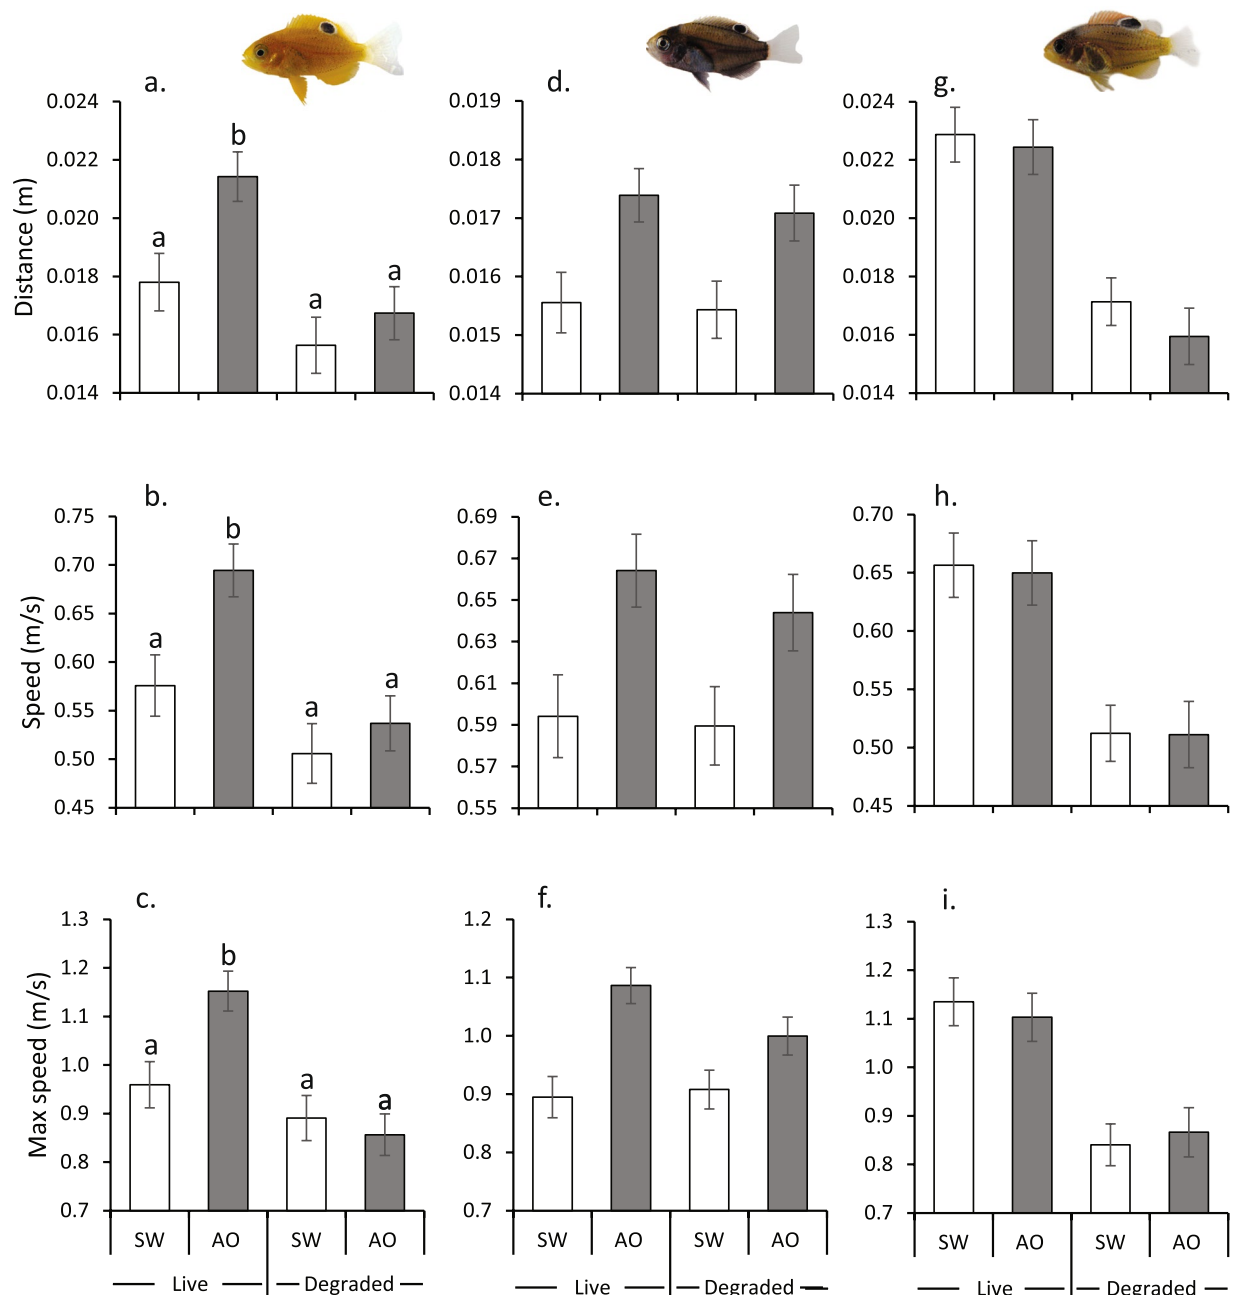 a.
d.
g.
0.024
0.022
0.020
0.018
0.016
0.014
Distance (m)
a
b
a
a
0.019
0.018
0.017
0.016
0.015
0.014
0.024
0.022
0.020
0.018
0.016
0.014
b.
e.
h.
0.75
0.70
0.65
0.60
0.55
0.50
0.45
Speed (m/s)
a
b
a
a
0.69
0.67
0.65
0.63
0.61
0.59
0.57
0.55
0.70
0.65
0.60
0.55
0.50
0.45
c.
f.
i.
1.3
1.2
1.1
1.0
0.9
0.8
0.7
Max speed (m/s)
a
b
a
a
1.2
1.1
1.0
0.9
0.8
0.7
1.3
1.2
1.1
1.0
0.9
0.8
0.7
SW AO SW AO
Live Degraded
SW AO SW AO
Live Degraded
SW AO SW AO
Live Degraded